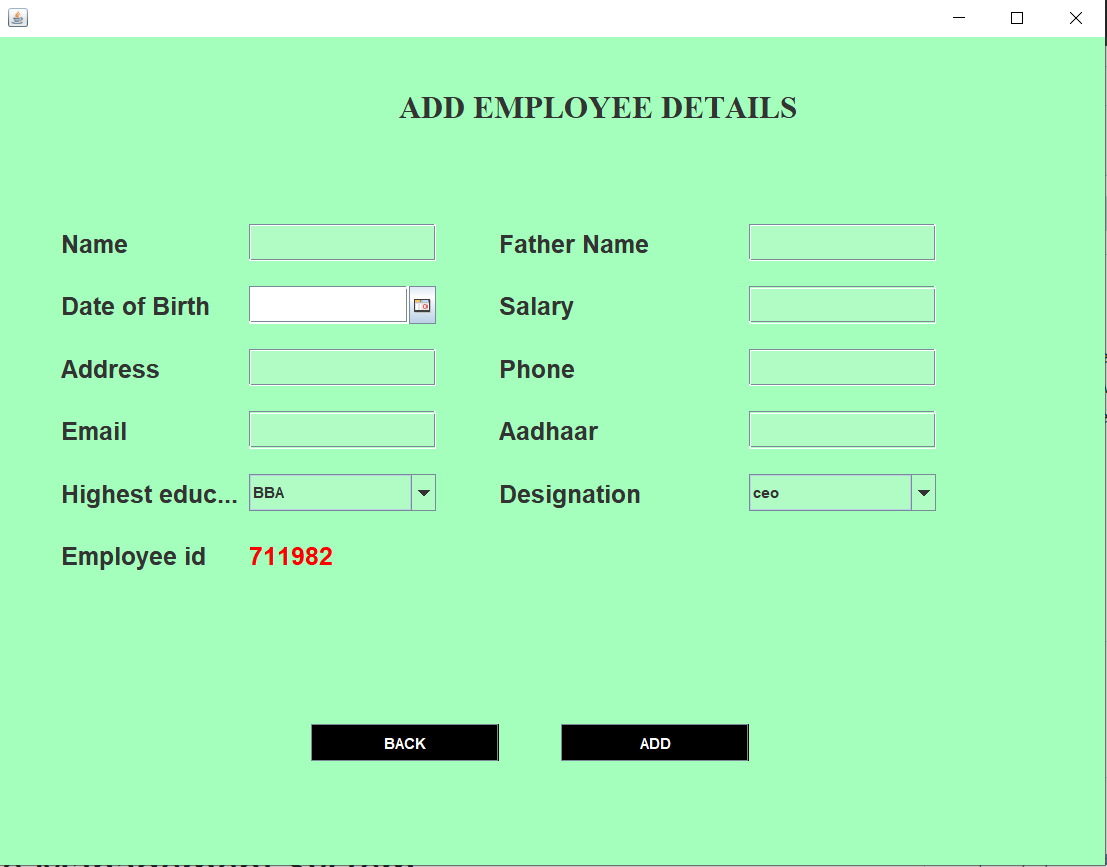 ADD EMPLOYEE DETAILS
Name
Father Name
Date of Birth
Salary
Address
Phone
Email
Aadhaar
Highest educ...
BBA
Designation
ceo
Employee id
711982
BACK
ADD